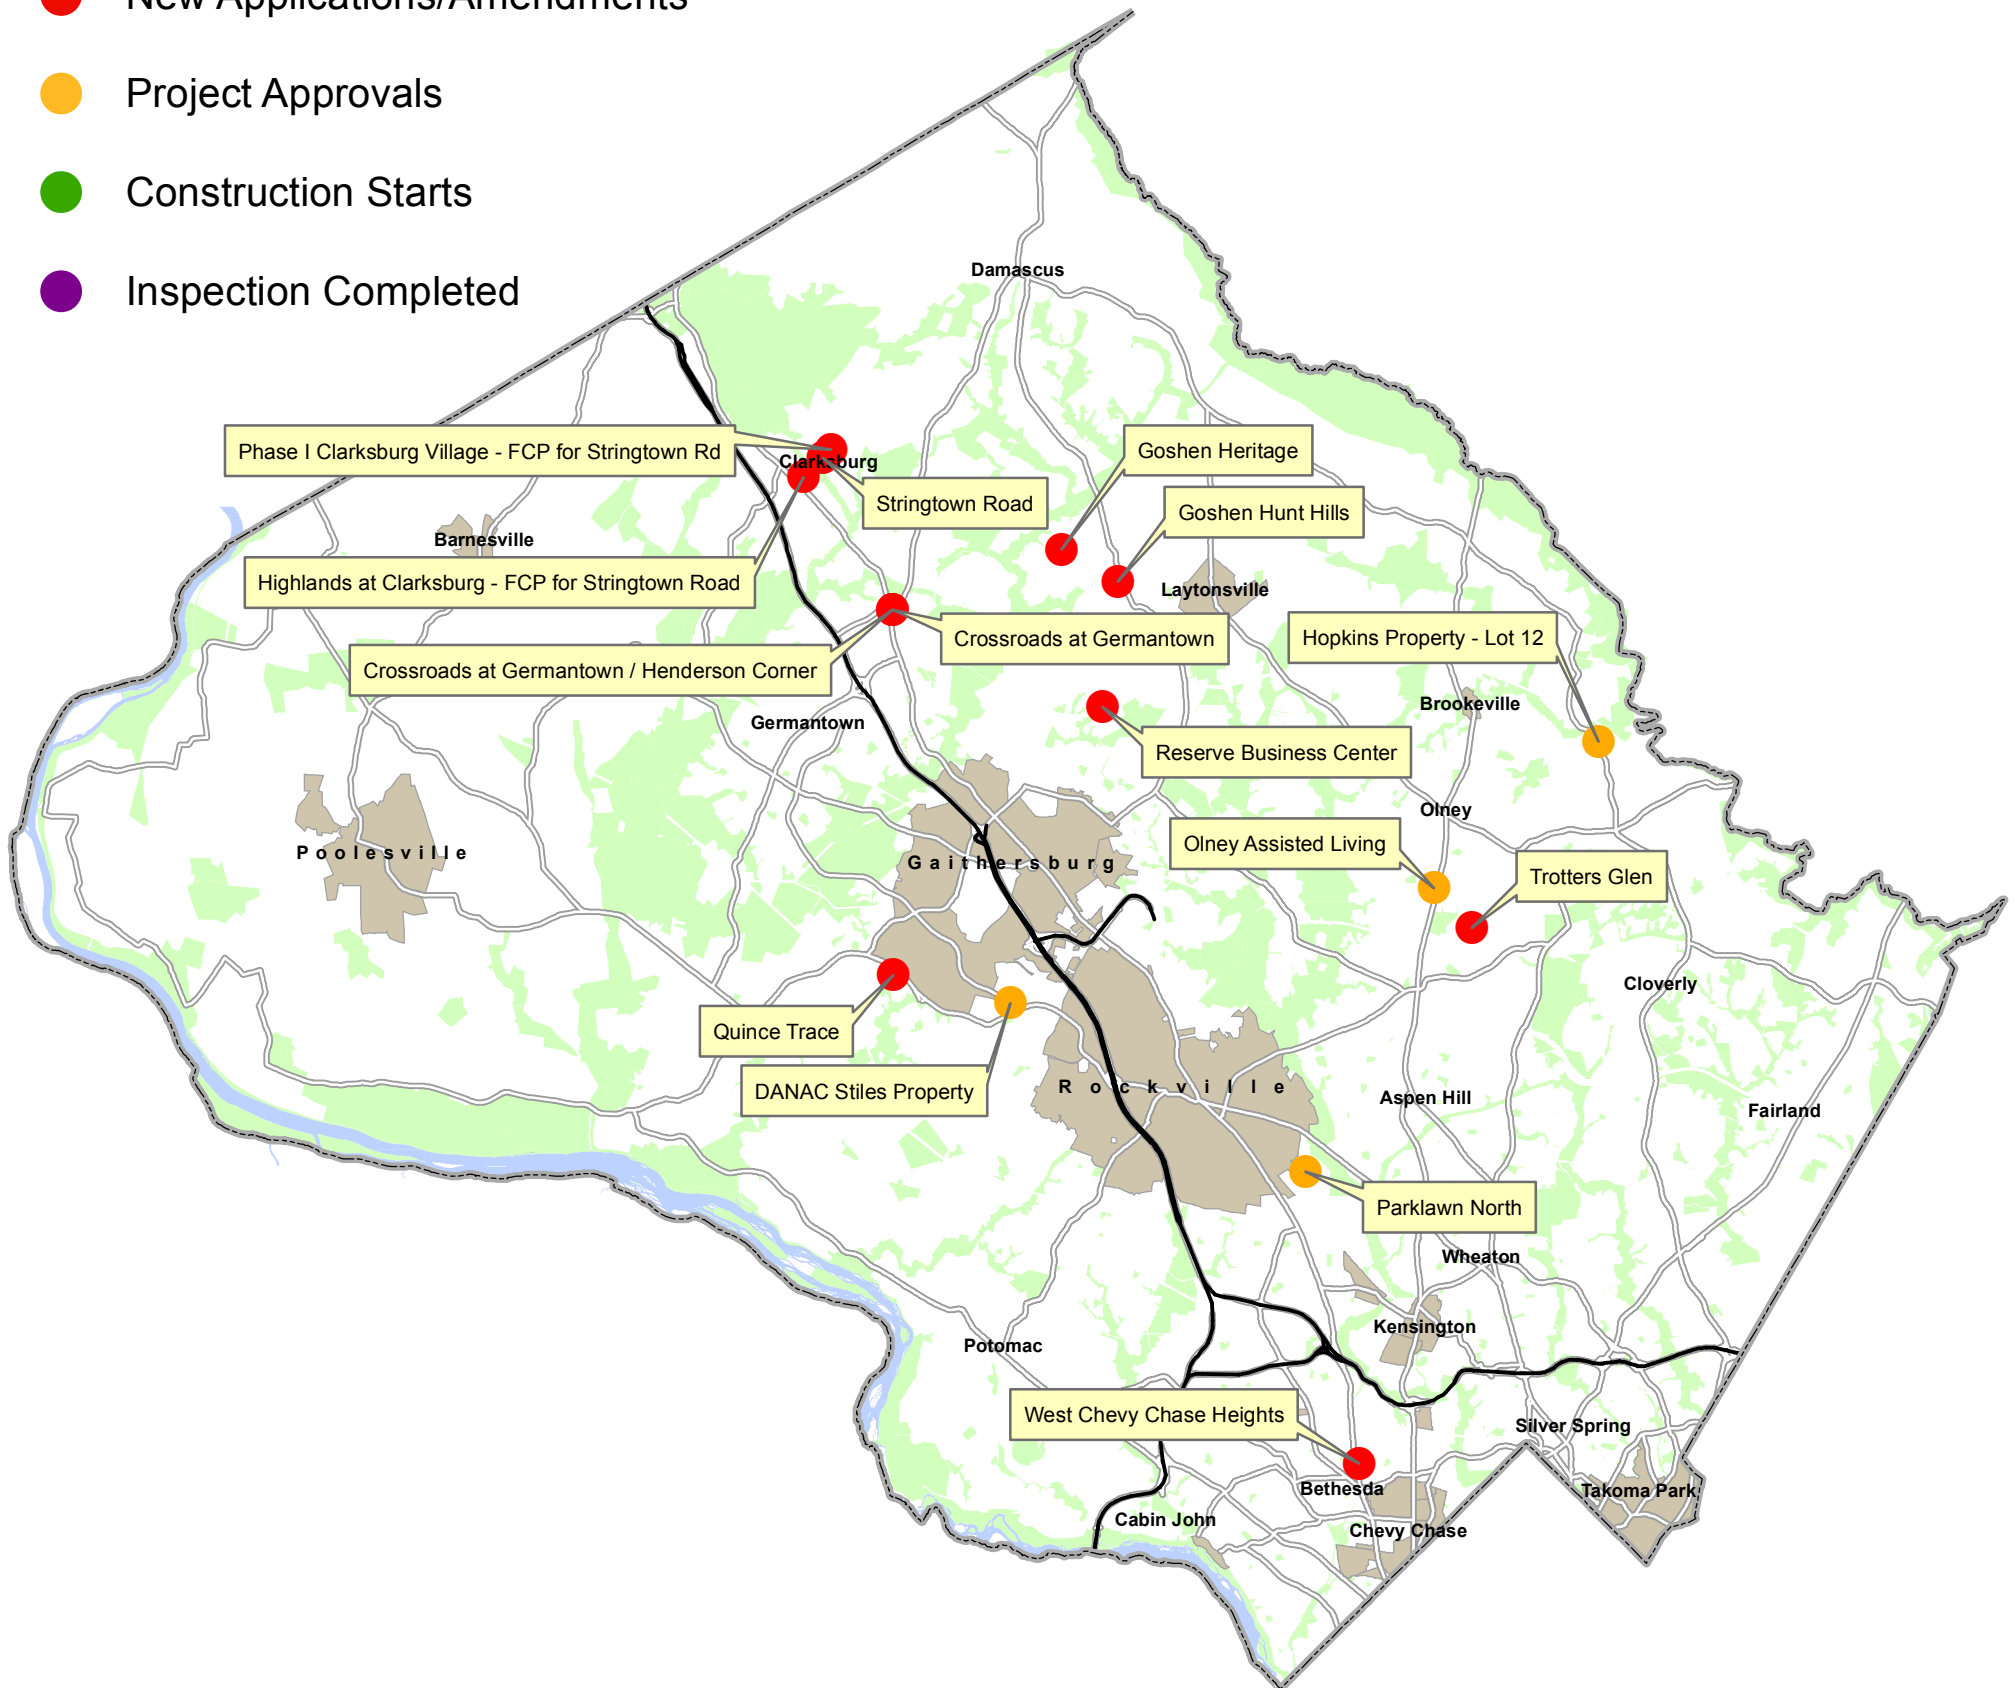 New Applications/Amendments
Project Approvals
Construction Starts
Inspection Completed
Damascus
Phase I Clarksburg Village - FCP for Stringtown Rd
Clarksburg
Goshen Heritage
Stringtown Road
Goshen Hunt Hills
Barnesville
Highlands at Clarksburg - FCP for Stringtown Road
Laytonsville
Crossroads at Germantown
Hopkins Property - Lot 12
Crossroads at Germantown / Henderson Corner
Brookeville
Germantown
Reserve Business Center
Olney
Olney Assisted Living
Poolesville
Gaithersburg
Trotters Glen
Cloverly
Quince Trace
DANAC Stiles Property
Rockville
Aspen Hill
Fairland
Parklawn North
Wheaton
Kensington
Potomac
West Chevy Chase Heights
Silver Spring
Bethesda
Takoma Park
Cabin John
Chevy Chase